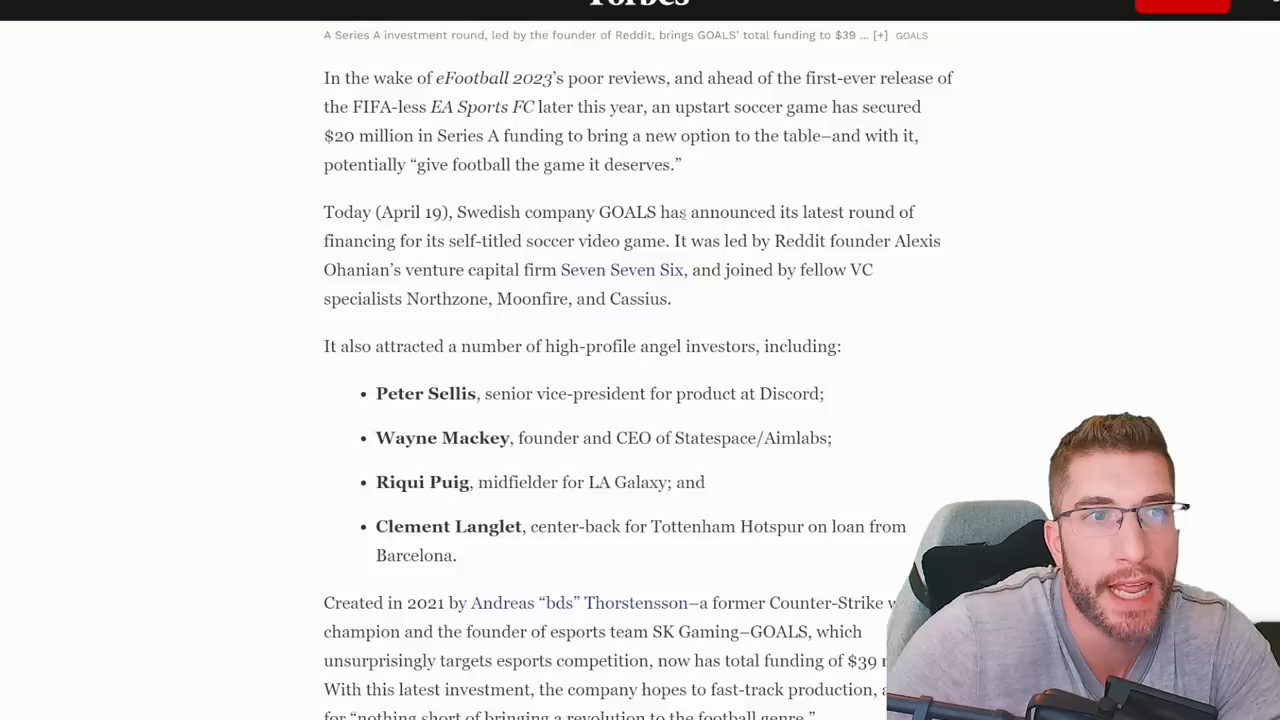 Forbes
A Series A investment round, led by the founder of Reddit, brings GOALS' total funding to $39 ... [+] GOALS
In the wake of eFootball 2023's poor reviews, and ahead of the first-ever release of
the FIFA-less EA Sports FC later this year, an upstart soccer game has secured
$20 million in Series A funding to bring a new option to the table–and with it,
potentially “give football the game it deserves.”
Today (April 19), Swedish company GOALS has announced its latest round of
financing for its self-titled soccer video game. It was led by Reddit founder Alexis
Ohanian’s venture capital firm Seven Seven Six, and joined by fellow VC
specialists Northzone, Moonfire, and Cassius.
It also attracted a number of high-profile angel investors, including:
• Peter Sellis, senior vice-president for product at Discord;
• Wayne Mackey, founder and CEO of Statespace/Aimlabs;
• Riqui Puig, midfielder for LA Galaxy; and
• Clement Langlet, center-back for Tottenham Hotspur on loan from
Barcelona.
Created in 2021 by Andreas “bds” Thorstensson–a former Counter-Strike
champion and the founder of esports team SK Gaming–GOALS, which
unsurprisingly targets esports competition, now has total funding of $39
With this latest investment, the company hopes to fast-track production,
for “nothing short of bringing a revolution to the football genre.”